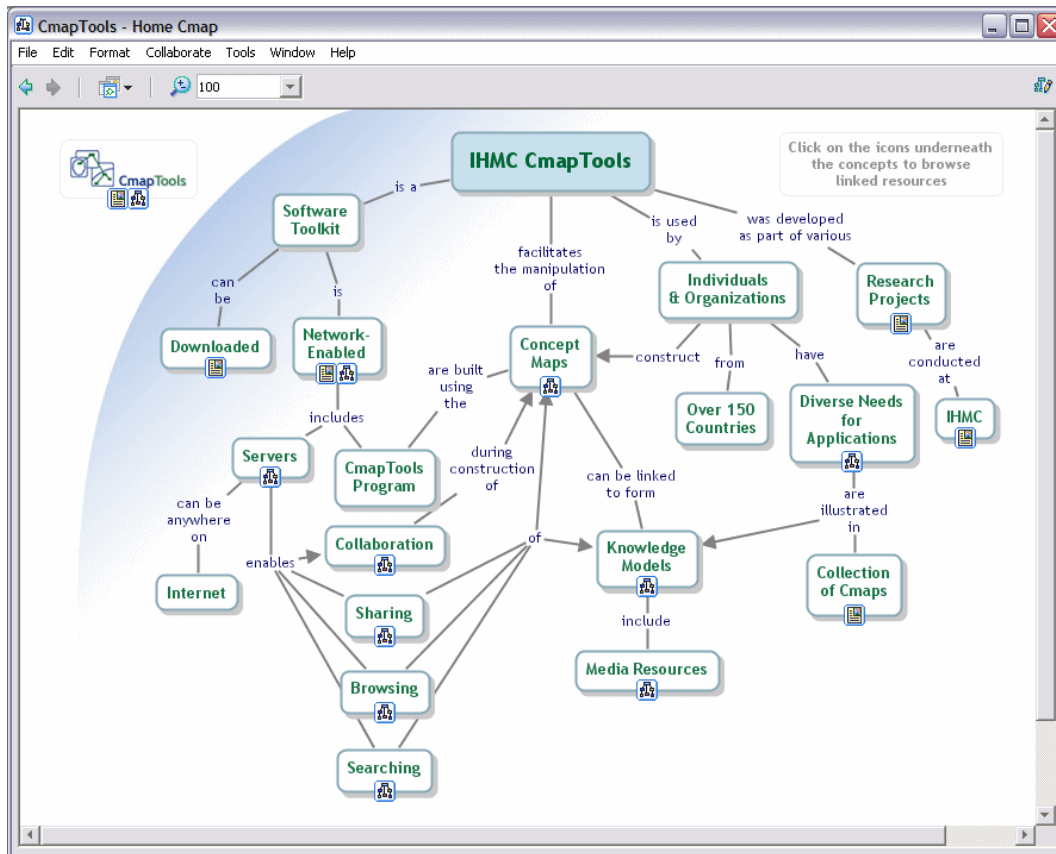 CmapTools - Home Cmap
File Edit Format Collaborate Tools Window Help
100
CmapTools
IHMC CmapTools
Click on the icons underneath
the concepts to browse
linked resources
is a
Software
Toolkit
can
be
Downloaded
is
Network-
Enabled
includes
Servers
can be
anywhere
on
Internet
CmapTools
Program
enables
Collaboration
Sharing
Browsing
Searching
are built
using
the
during
construction
of
of
facilitates
the manipulation
of
Concept
Maps
can be linked
to form
Knowledge
Models
include
Media Resources
is used
by
Individuals
& Organizations
construct
from
Over 150
Countries
have
Diverse Needs
for
Applications
are
illustrated
in
Collection
of Cmaps
was developed
as part of various
Research
Projects
are
conducted
at
IHMC